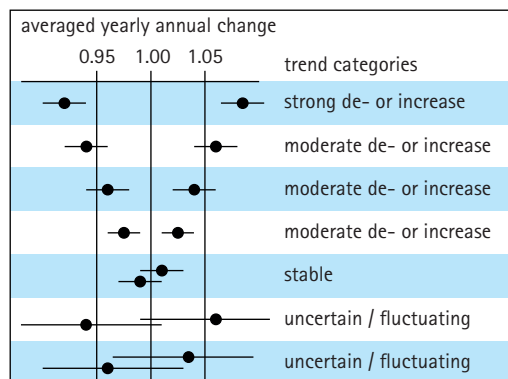 averaged yearly annual change
0.95 1.00 1.05
trend categories
strong de- or increase
moderate de- or increase
moderate de- or increase
moderate de- or increase
stable
uncertain / fluctuating
uncertain / fluctuating